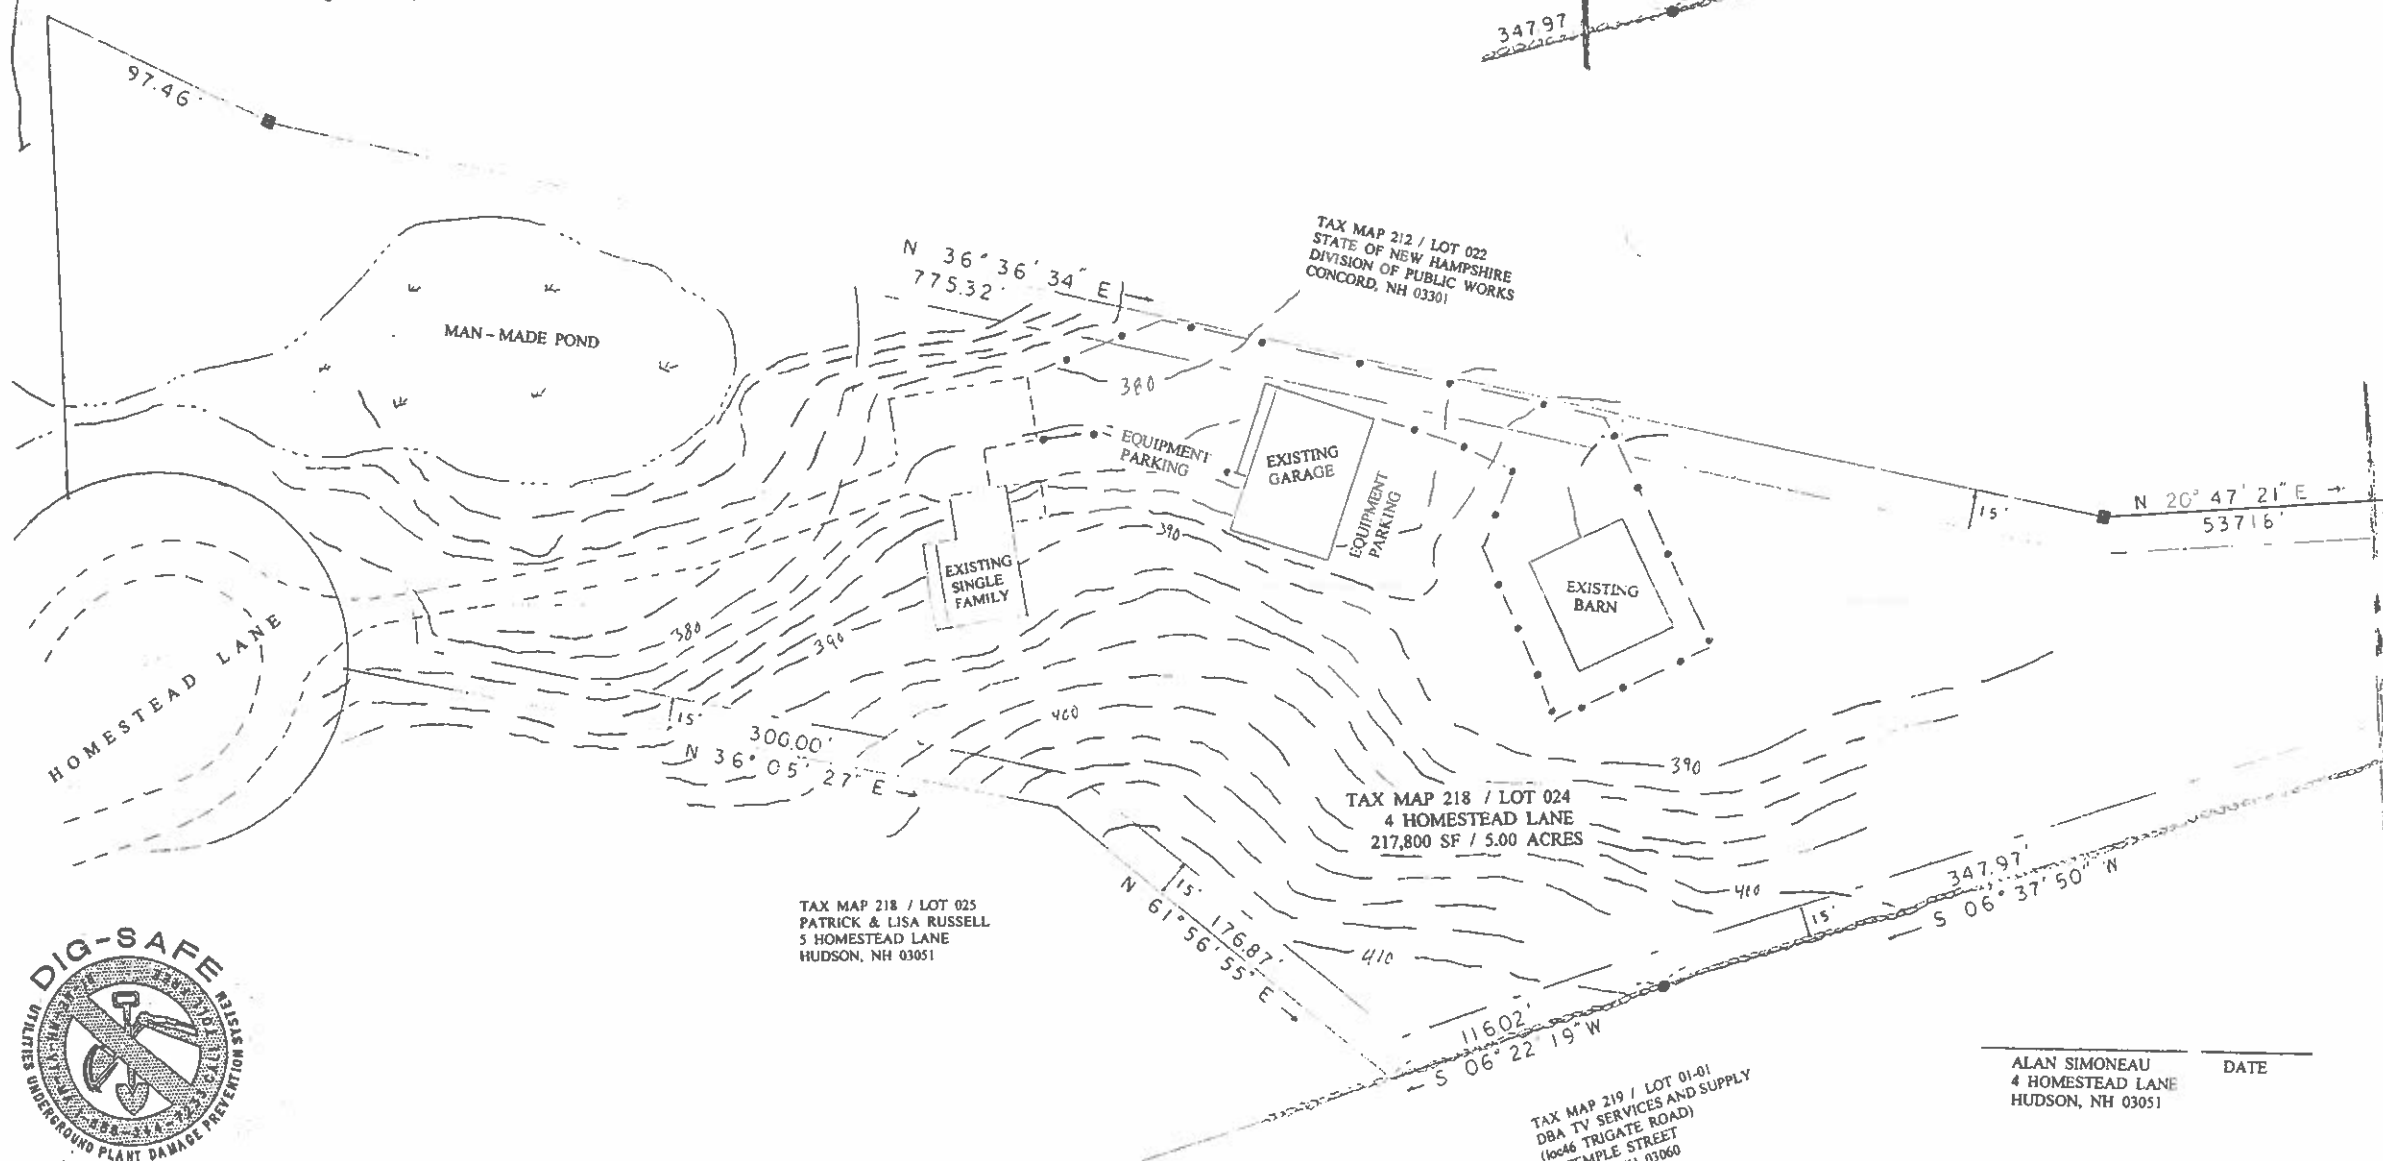 347.97
97.46'
N 36° 36' 34" E
775.32'
TAX MAP 212 / LOT 022
STATE OF NEW HAMPSHIRE
DIVISION OF PUBLIC WORKS
CONCORD, NH 03301
MAN-MADE POND
380
EQUIPMENT
PARKING
EXISTING
GARAGE
EQUIPMENT
PARKING
15'
N 20° 47' 21" E
537.16'
390
EXISTING
SINGLE
FAMILY
EXISTING
BARN
HOMESTEAD LANE
380
390
15'
300.00'
N 36° 05' 27" E
400
390
TAX MAP 218 / LOT 024
4 HOMESTEAD LANE
217,800 SF / 5.00 ACRES
400
347.97'
S 06° 37' 50" W
15'
15'
176.87'
N 61° 56' 55" E
410
TAX MAP 218 / LOT 025
PATRICK & LISA RUSSELL
5 HOMESTEAD LANE
HUDSON, NH 03051
116.02'
S 06° 22' 19" W
TAX MAP 219 / LOT 01-01
DBA TV SERVICES AND SUPPLY
(loc46 TRIGATE ROAD)
TEMPLE STREET
03060
ALAN SIMONEAU
4 HOMESTEAD LANE
HUDSON, NH 03051
DATE
DIG-SAFE
UTILITIES UNDERGROUND PLANT DAMAGE PREVENTION SYSTEM